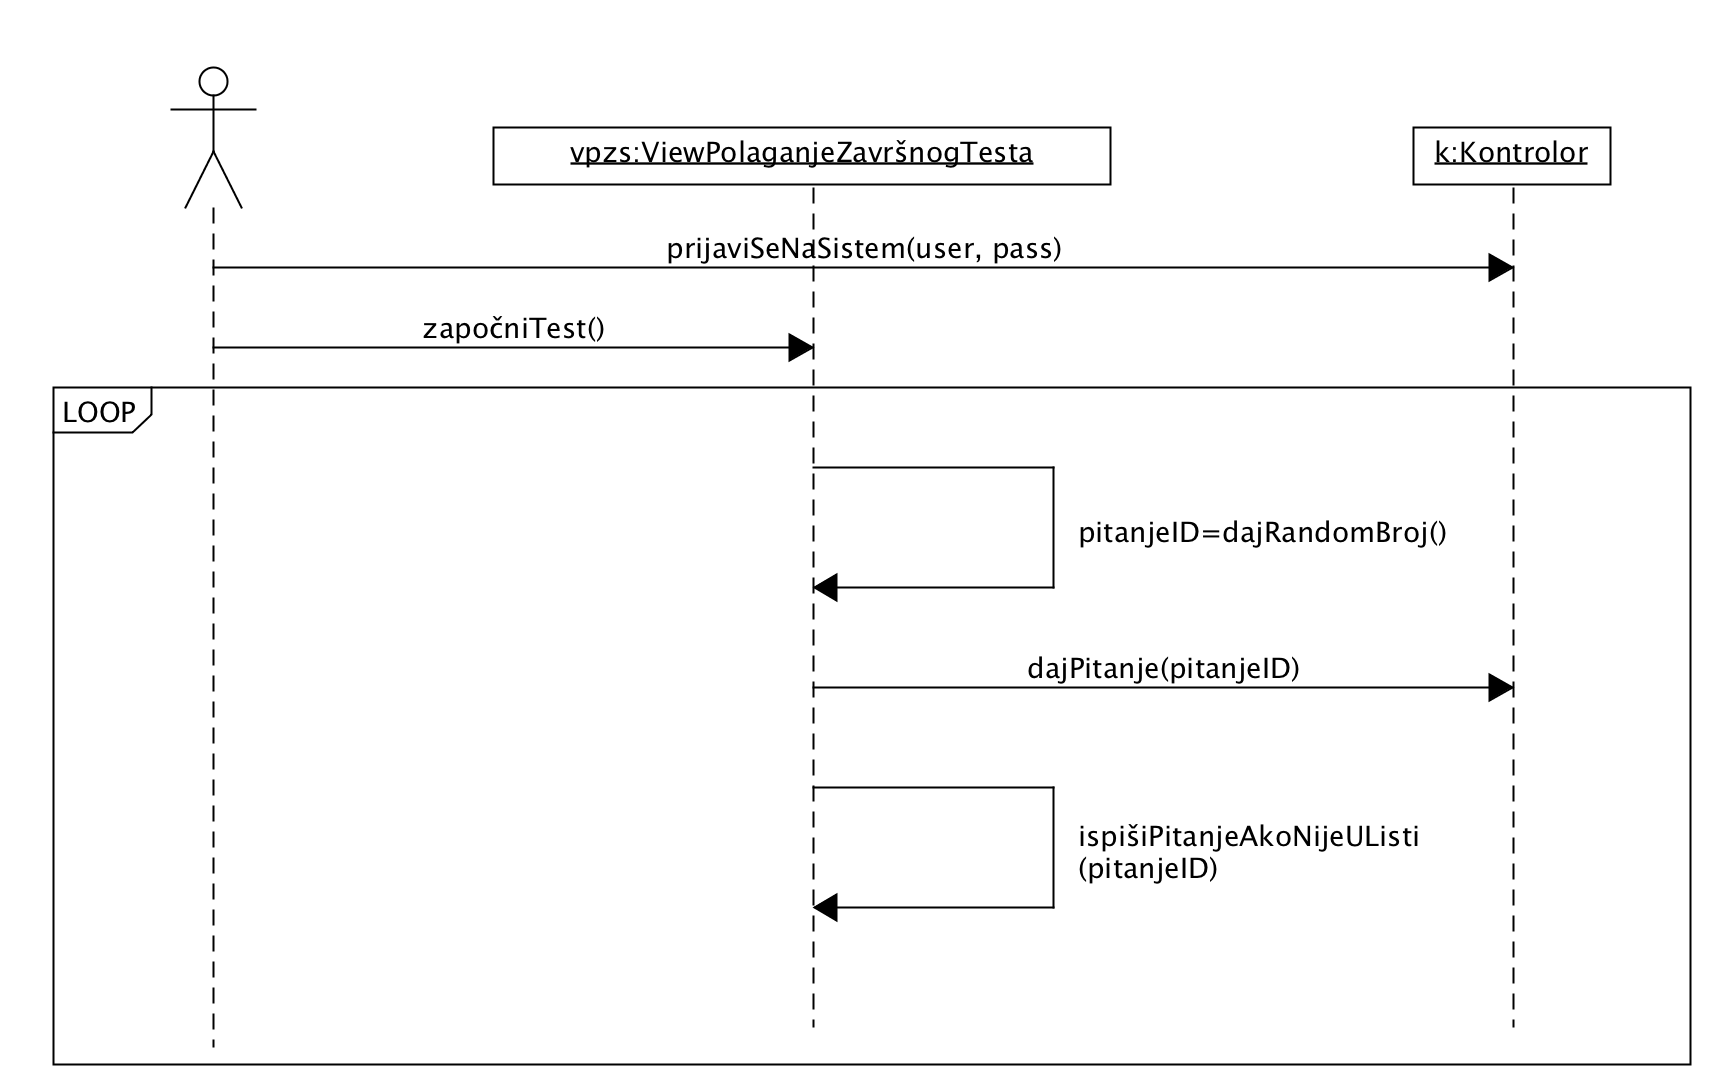 vpzs:ViewPolaganjeZavršnogTesta
k:Kontrolor
prijaviSeNaSistem(user, pass)
započniTest()
LOOP
pitanjeID=dajRandomBroj()
dajPitanje(pitanjeID)
ispišiPitanjeAkoNijeUListi
(pitanjeID)